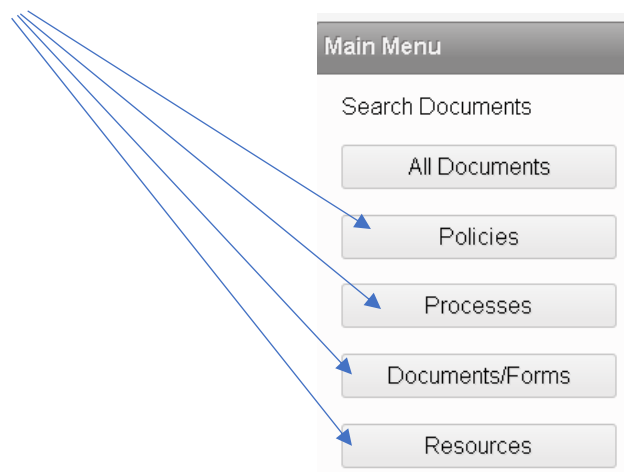 Main Menu
Search Documents
All Documents
Policies
Processes
Documents/Forms
Resources